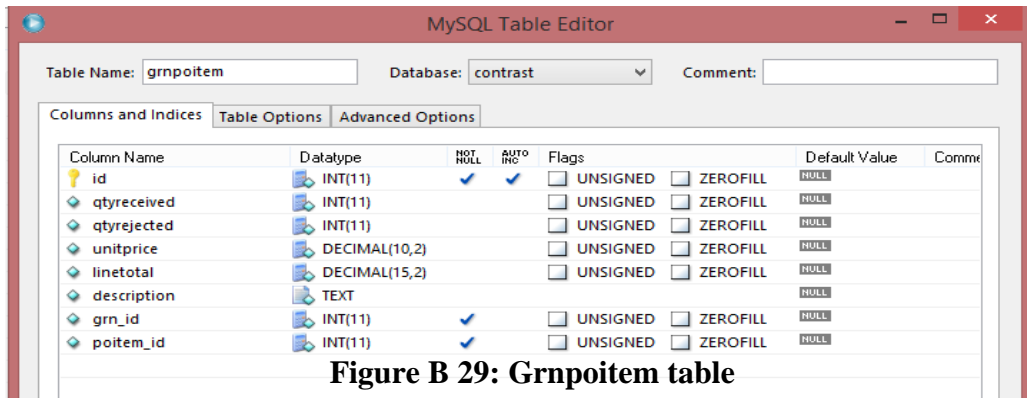 MySQL Table Editor
Table Name: grnpoitem Database: contrast Comment:
Columns and Indices Table Options Advanced Options
Column Name Datatype NOT NULL AUTO INC Flags Default Value Comme
id INT(11) UNSIGNED ZEROFILL NULL
qtyreceived INT(11) UNSIGNED ZEROFILL NULL
qtyrejected INT(11) UNSIGNED ZEROFILL NULL
unitprice DECIMAL(10,2) UNSIGNED ZEROFILL NULL
linetotal DECIMAL(15,2) UNSIGNED ZEROFILL NULL
description TEXT NULL
grn_id INT(11) UNSIGNED ZEROFILL NULL
poitem_id INT(11) UNSIGNED ZEROFILL NULL
Figure B 29: Grnpoitem table